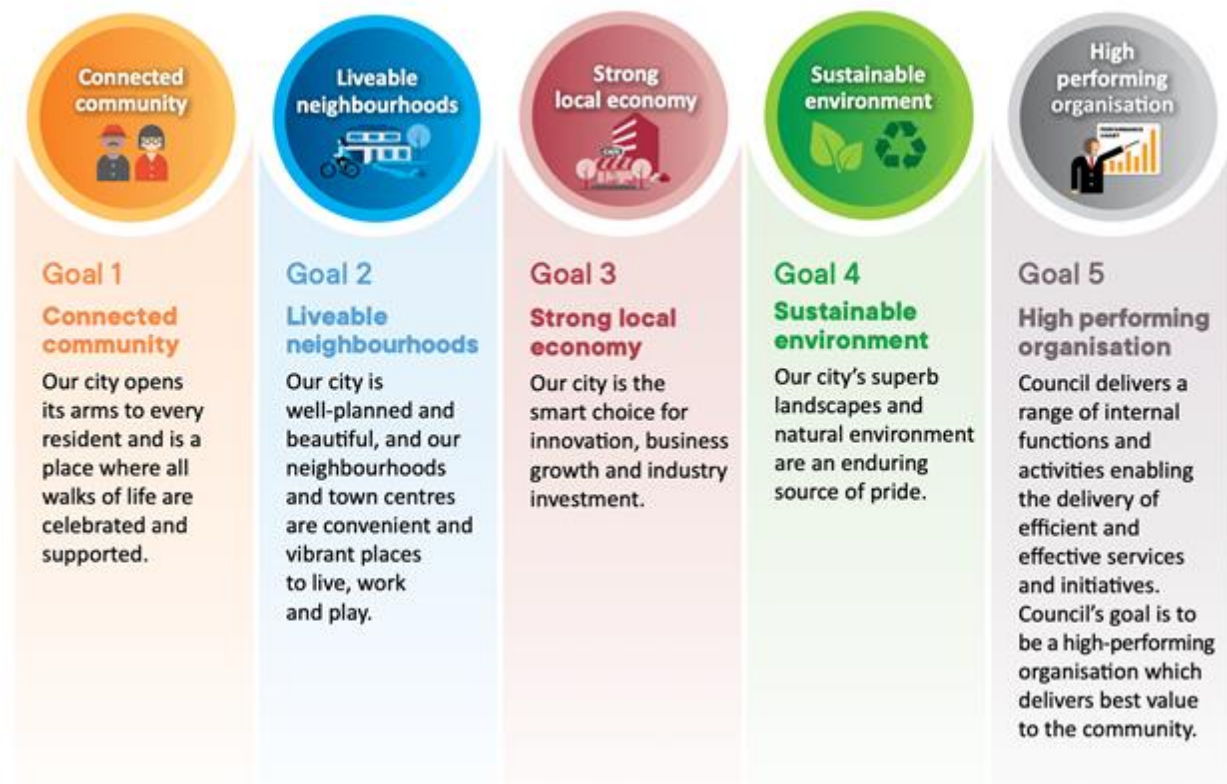 Connected
community
Liveable
neighbourhoods
Strong
local economy
CAFE
Sustainable
environment
High
performing
organisation
PERFORMANCE
CHART
Goal 1
Connected
community
Our city opens
its arms to every
resident and is a
place where all
walks of life are
celebrated and
supported.
Goal 2
Liveable
neighbourhoods
Our city is
well-planned and
beautiful, and our
neighbourhoods
and town centres
are convenient and
vibrant places
to live, work
and play.
Goal 3
Strong local
economy
Our city is the
smart choice for
innovation, business
growth and industry
investment.
Goal 4
Sustainable
environment
Our city’s superb
landscapes and
natural environment
are an enduring
source of pride.
Goal 5
High performing
organisation
Council delivers a
range of internal
functions and
activities enabling
the delivery of
efficient and
effective services
and initiatives.
Council’s goal is to
be a high-performing
organisation which
delivers best value
to the community.